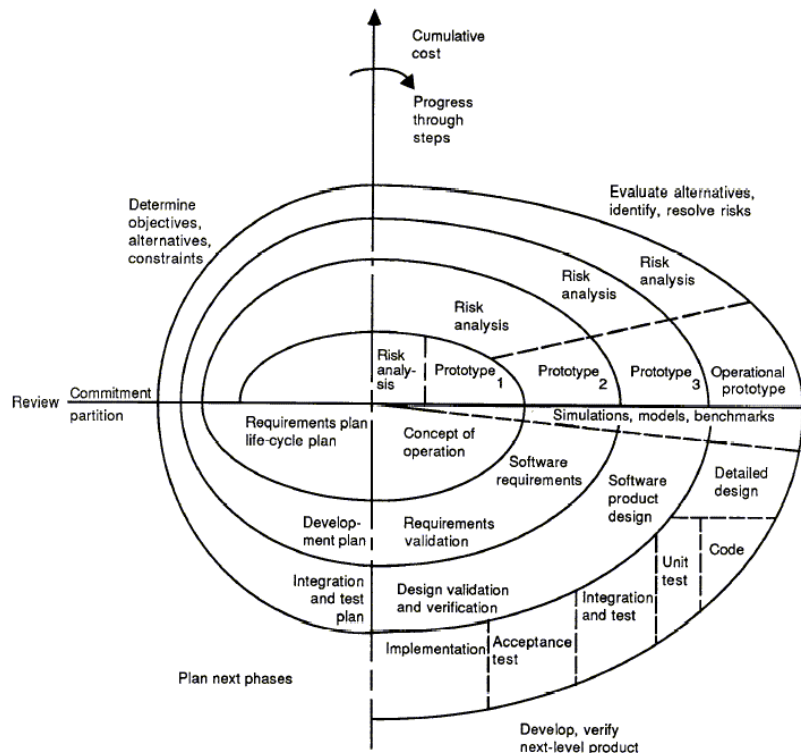 Cumulative
cost
Progress
through
steps
Determine
objectives,
alternatives,
constraints
Evaluate alternatives,
identify, resolve risks
Risk
analysis
Risk
analysis
Risk
analysis
Risk
analy-
sis
Prototype 1
Prototype 2
Prototype 3
Operational
prototype
Review
Commitment
partition
Simulations, models, benchmarks
Requirements plan
life-cycle plan
Concept of
operation
Software
requirements
Software
product
design
Detailed
design
Develop-
ment plan
Requirements
validation
Code
Unit
test
Integration
and test
plan
Design validation
and verification
Integration
and test
Acceptance
test
Implementation
Plan next phases
Develop, verify
next-level product